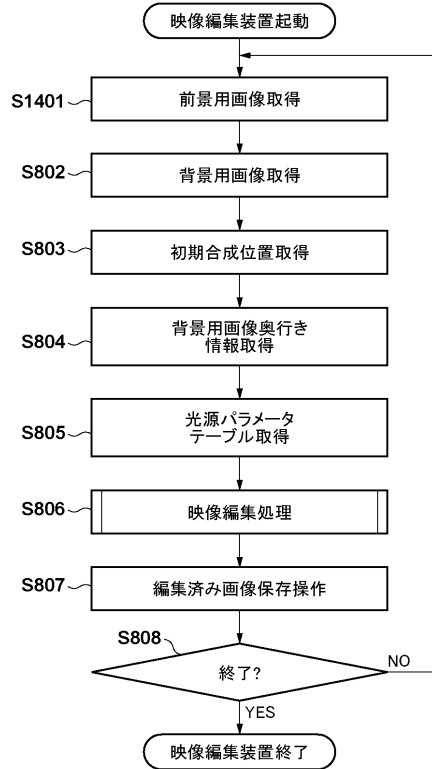 映像編集装置起動
S1401
前景用画像取得
S802
背景用画像取得
S803
初期合成位置取得
S804
背景用画像奥行き
情報取得
S805
光源パラメータ
テーブル取得
S806
映像編集処理
S807
編集済み画像保存操作
S808
終了?
NO
YES
映像編集装置終了